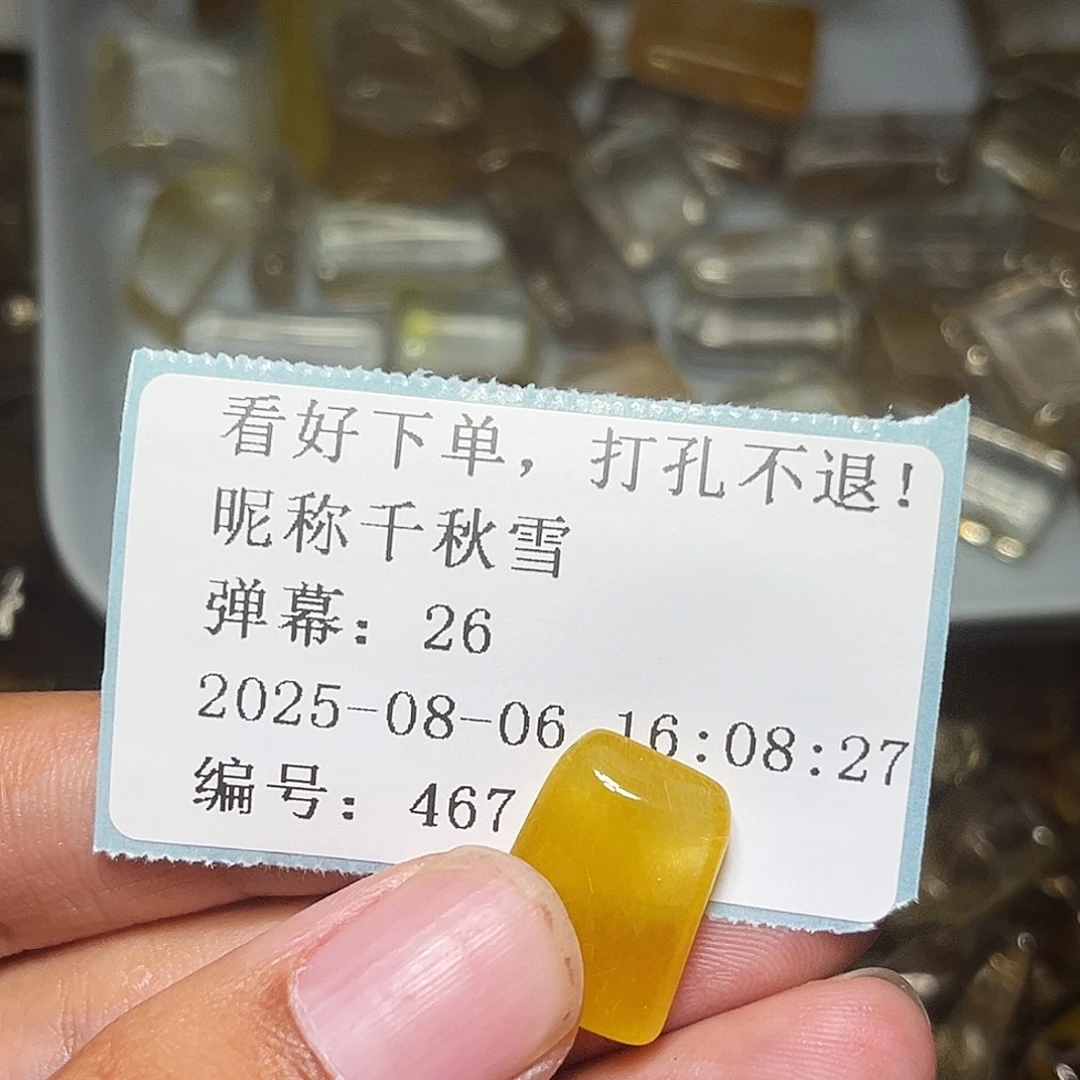 看好下单，打孔不退！
昵称千秋雪
弹幕：26
2025-08-06 16:08:27
编号：467